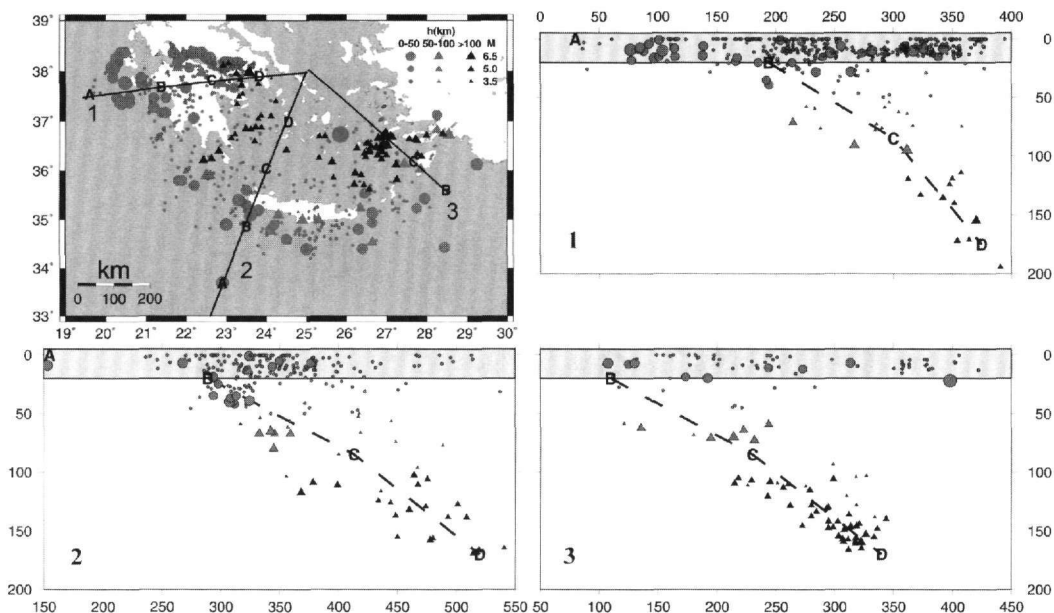 39°
38°
37°
36°
35°
34°
33°
19° 20° 21° 22° 23° 24° 25° 26° 27° 28° 29° 30°
h(km)
0-50 50-100 >100 M
6.5
5.0
3.5
A B C D
1
D
C
B
A
2
C
B
3
km
0 100 200
0 50 100 150 200 250 300 350 400
A
B
C
D
0
50
100
150
200
1
0
50
100
150
200
A
B
C
D
2
150 200 250 300 350 400 450 500 550
B
C
D
3
0
50
100
150
200
50 100 150 200 250 300 350 400 450